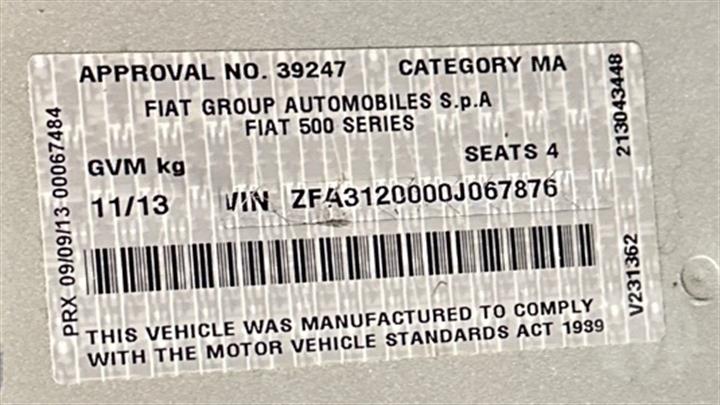 APPROVAL NO. 39247 CATEGORY MA
FIAT GROUP AUTOMOBILES S.p.A
FIAT 500 SERIES
GVM kg SEATS 4
11/13 VIN ZFA3120000J067876
THIS VEHICLE WAS MANUFACTURED TO COMPLY
WITH THE MOTOR VEHICLE STANDARDS ACT 1989
PRX 09/09/13 00067484
213043448
V231362